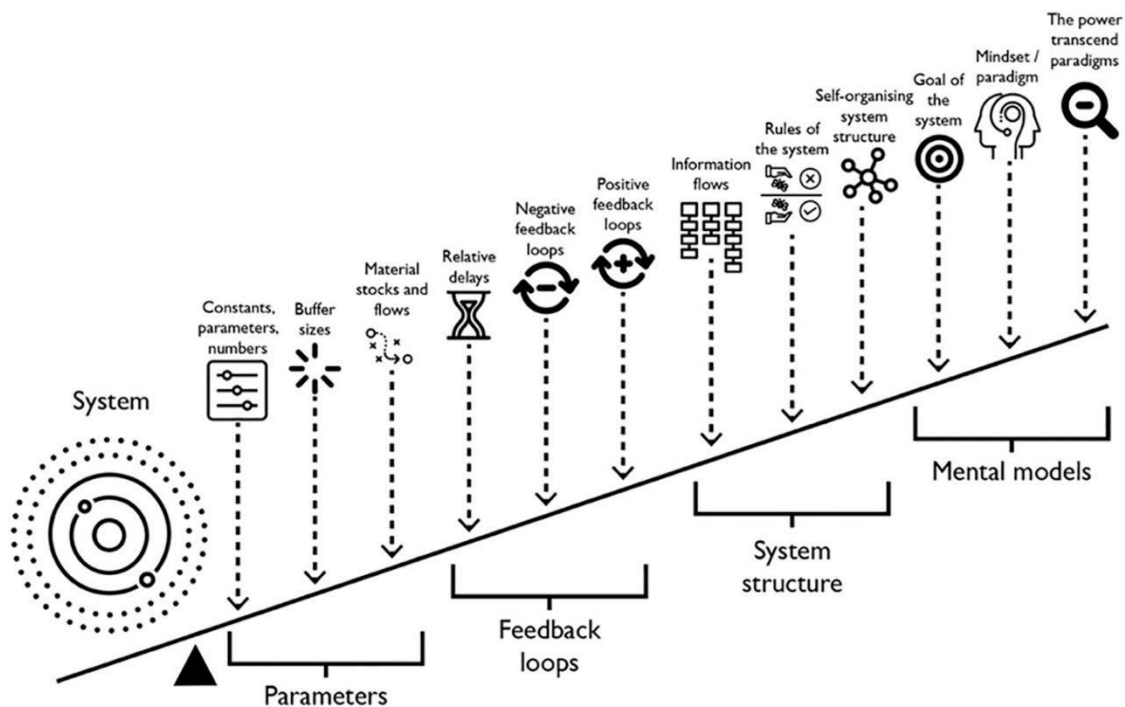 System
Constants,
parameters,
numbers
Buffer
sizes
Material
stocks and
flows
Relative
delays
Negative
feedback
loops
Positive
feedback
loops
Information
flows
Rules of
the system
Self-organising
system
structure
Goal of
the
system
Mindset /
paradigm
The power
transcend
paradigms
Parameters
Feedback
loops
System
structure
Mental models